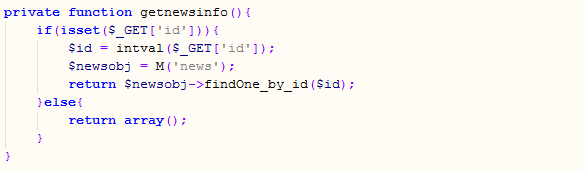 private function getnewsinfo(){
    if(isset($_GET['id'])){
        $id = intval($_GET['id']);
        $newsobj = M('news');
        return $newsobj->findOne_by_id($id);
    }else{
        return array();
    }
}